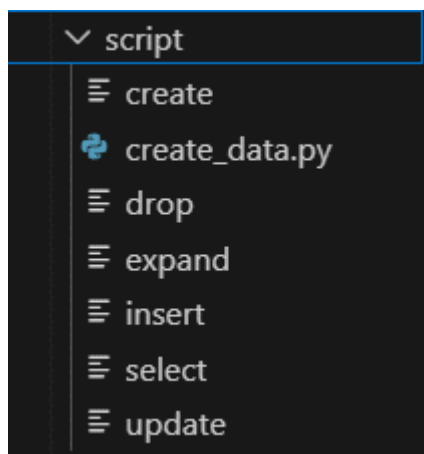 script
create
create_data.py
drop
expand
insert
select
update